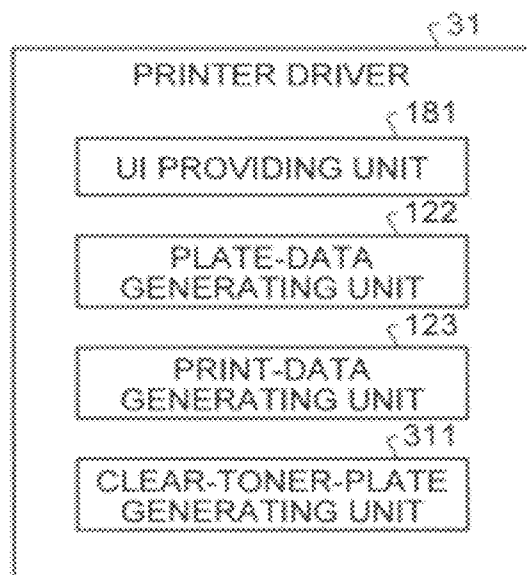 31
PRINTER DRIVER
181
UI PROVIDING UNIT
122
PLATE-DATA
GENERATING UNIT
123
PRINT-DATA
GENERATING UNIT
311
CLEAR-TONER-PLATE
GENERATING UNIT